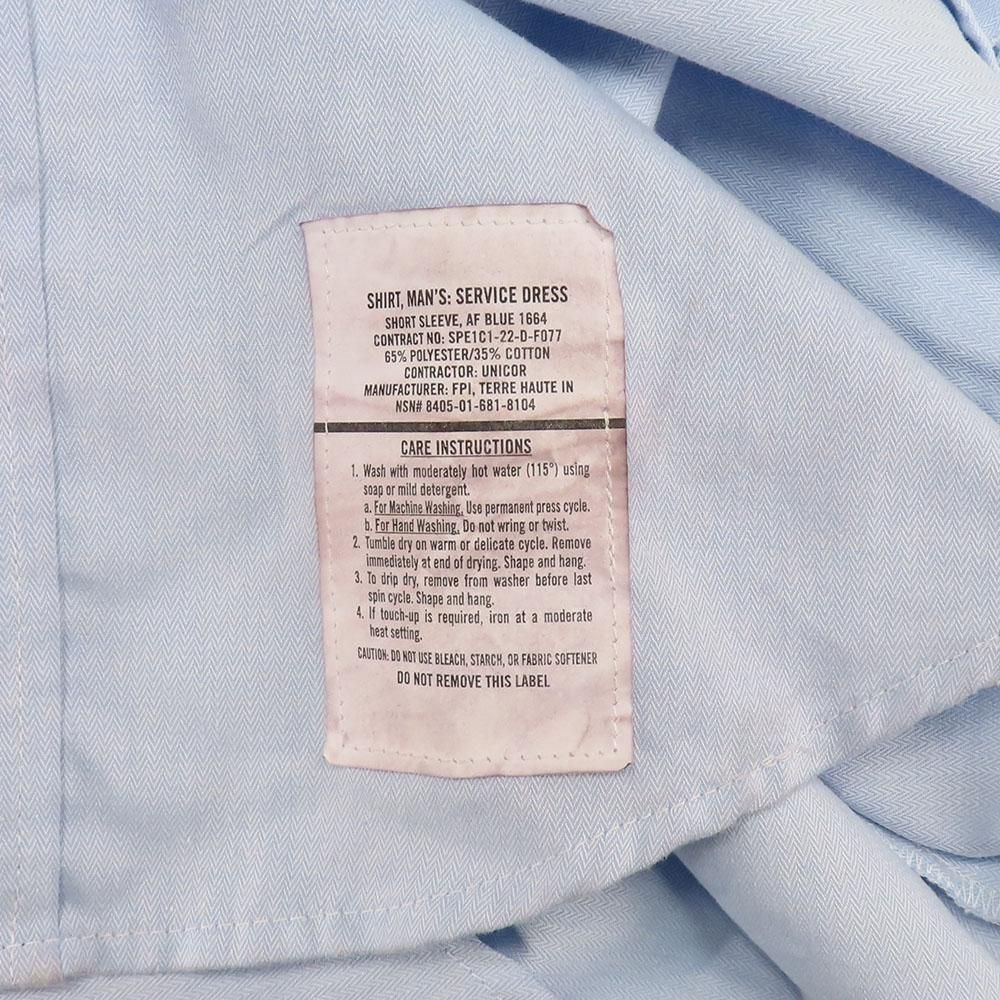 SHIRT, MAN'S: SERVICE DRESS
SHORT SLEEVE, AF BLUE 1664
CONTRACT NO: SPE1C1-22-D-F077
65% POLYESTER/35% COTTON
CONTRACTOR: UNICOR
MANUFACTURER: FPI, TERRE HAUTE IN
NSN# 8405-01-681-8104
CARE INSTRUCTIONS
1. Wash with moderately hot water (115°) using
soap or mild detergent.
a. For Machine Washing, Use permanent press cycle.
b. For Hand Washing, Do not wring or twist.
2. Tumble dry on warm or delicate cycle. Remove
immediately at end of drying. Shape and hang.
3. To drip dry, remove from washer before last
spin cycle. Shape and hang.
4. If touch-up is required, iron at a moderate
heat setting.
CAUTION: DO NOT USE BLEACH, STARCH, OR FABRIC SOFTENER
DO NOT REMOVE THIS LABEL